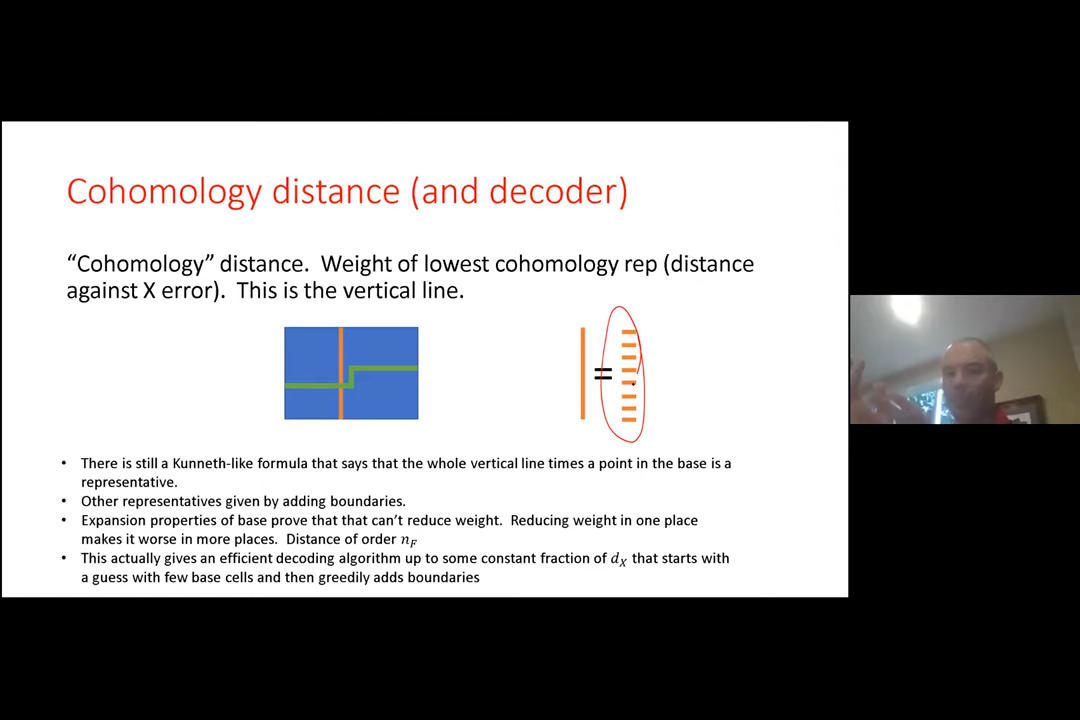 Cohomology distance (and decoder)
“Cohomology” distance. Weight of lowest cohomology rep (distance
against X error). This is the vertical line.
=
• There is still a Kunneth-like formula that says that the whole vertical line times a point in the base is a
representative.
• Other representatives given by adding boundaries.
• Expansion properties of base prove that that can’t reduce weight. Reducing weight in one place
makes it worse in more places. Distance of order n_F
• This actually gives an efficient decoding algorithm up to some constant fraction of d_X that starts with
a guess with few base cells and then greedily adds boundaries